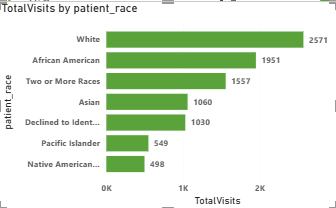 TotalVisits by patient_race
patient_race
White 2571
African American 1951
Two or More Races 1557
Asian 1060
Declined to Ident... 1030
Pacific Islander 549
Native American... 498
0K 1K 2K
TotalVisits